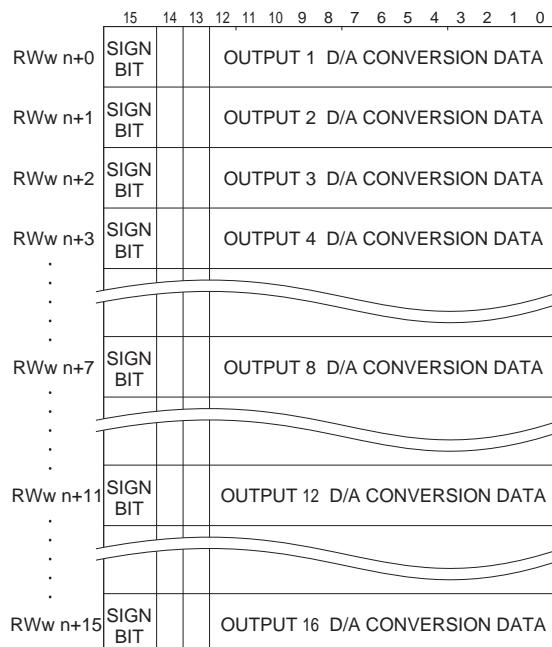 15 14 13 12 11 10 9 8 7 6 5 4 3 2 1 0
RWw n+0 SIGN BIT OUTPUT 1 D/A CONVERSION DATA
RWw n+1 SIGN BIT OUTPUT 2 D/A CONVERSION DATA
RWw n+2 SIGN BIT OUTPUT 3 D/A CONVERSION DATA
RWw n+3 SIGN BIT OUTPUT 4 D/A CONVERSION DATA
RWw n+7 SIGN BIT OUTPUT 8 D/A CONVERSION DATA
RWw n+11 SIGN BIT OUTPUT 12 D/A CONVERSION DATA
RWw n+15 SIGN BIT OUTPUT 16 D/A CONVERSION DATA